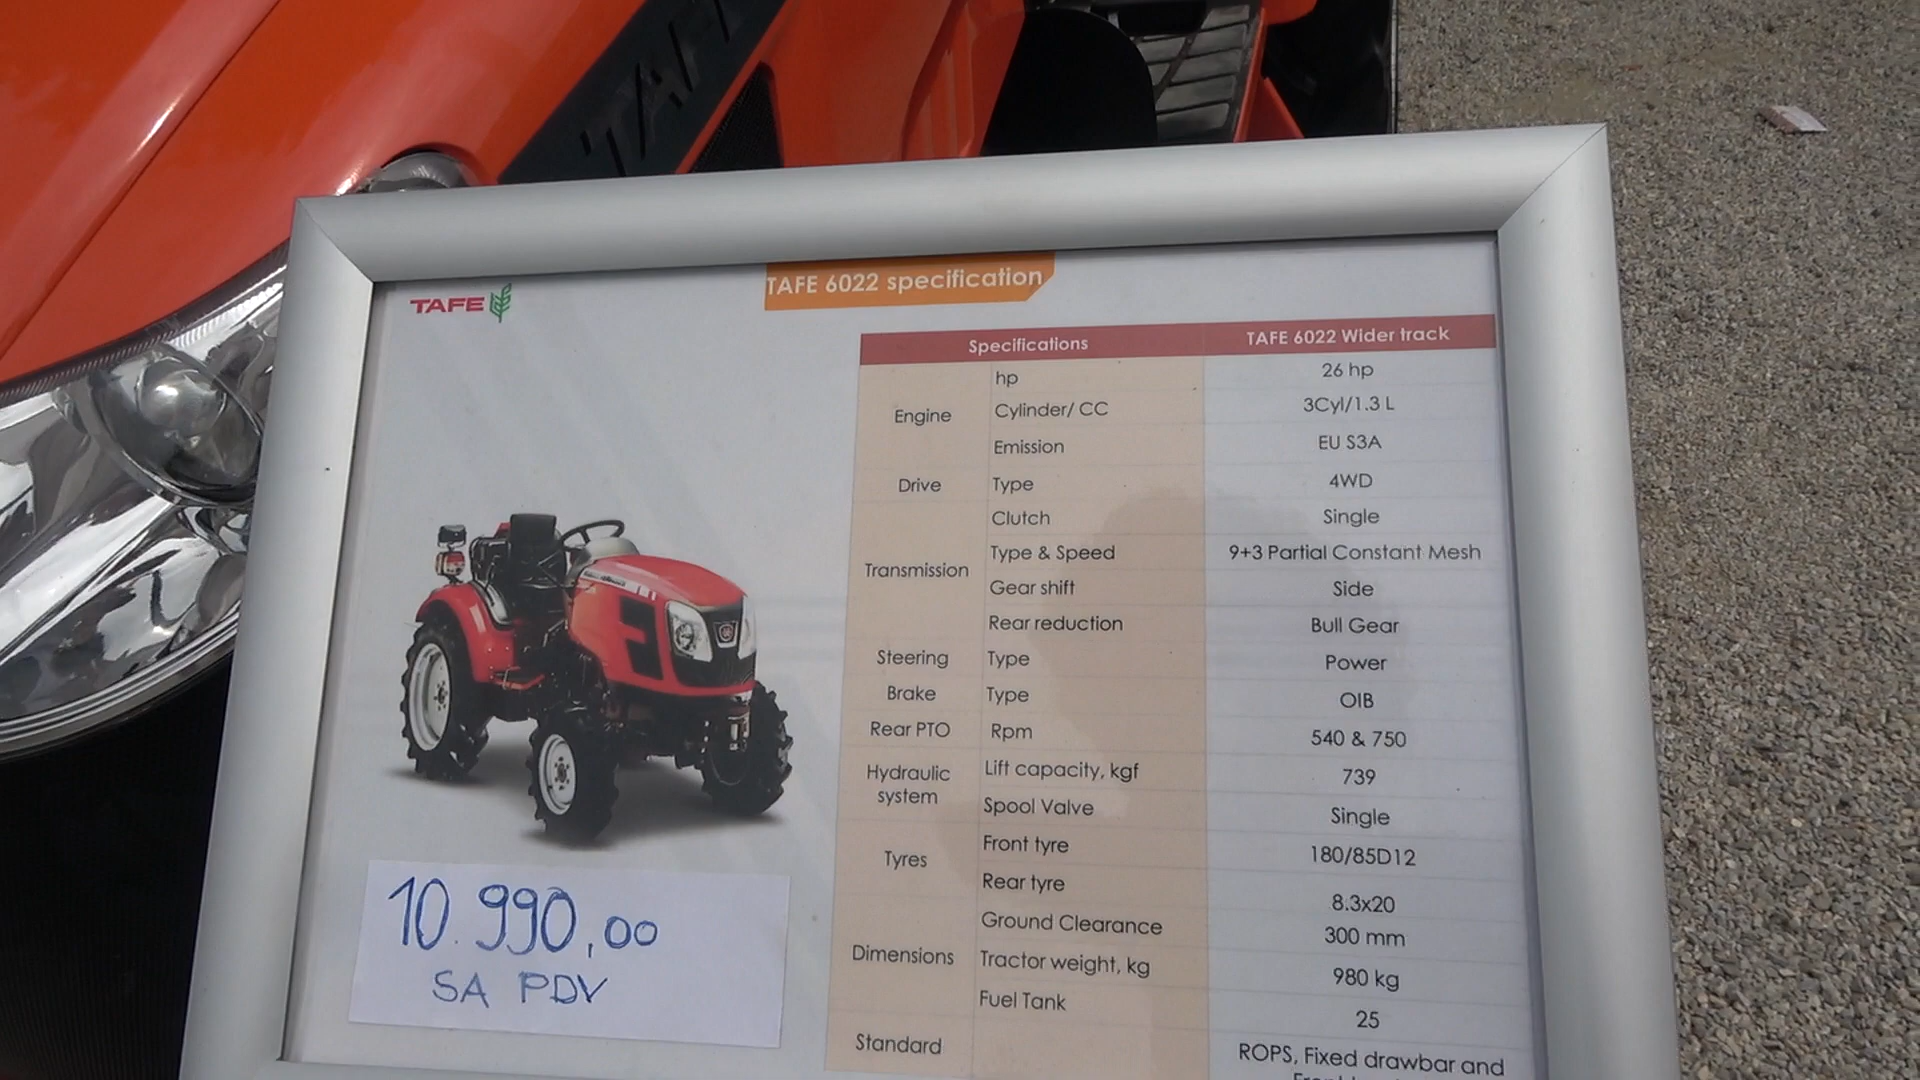 TAFE
TAFE
TAFE 6022 specification
Specifications TAFE 6022 Wider track
Engine hp 26 hp
Cylinder/ CC 3Cyl/1.3 L
Emission EU S3A
Drive Type 4WD
Transmission Clutch Single
Type & Speed 9+3 Partial Constant Mesh
Gear shift Side
Rear reduction Bull Gear
Steering Type Power
Brake Type OIB
Rear PTO Rpm 540 & 750
Hydraulic system Lift capacity, kgf 739
Spool Valve Single
Tyres Front tyre 180/85D12
Rear tyre 8.3x20
Dimensions Ground Clearance 300 mm
Tractor weight, kg 980 kg
Fuel Tank 25
Standard ROPS, Fixed drawbar and
10.990,00
SA PDV